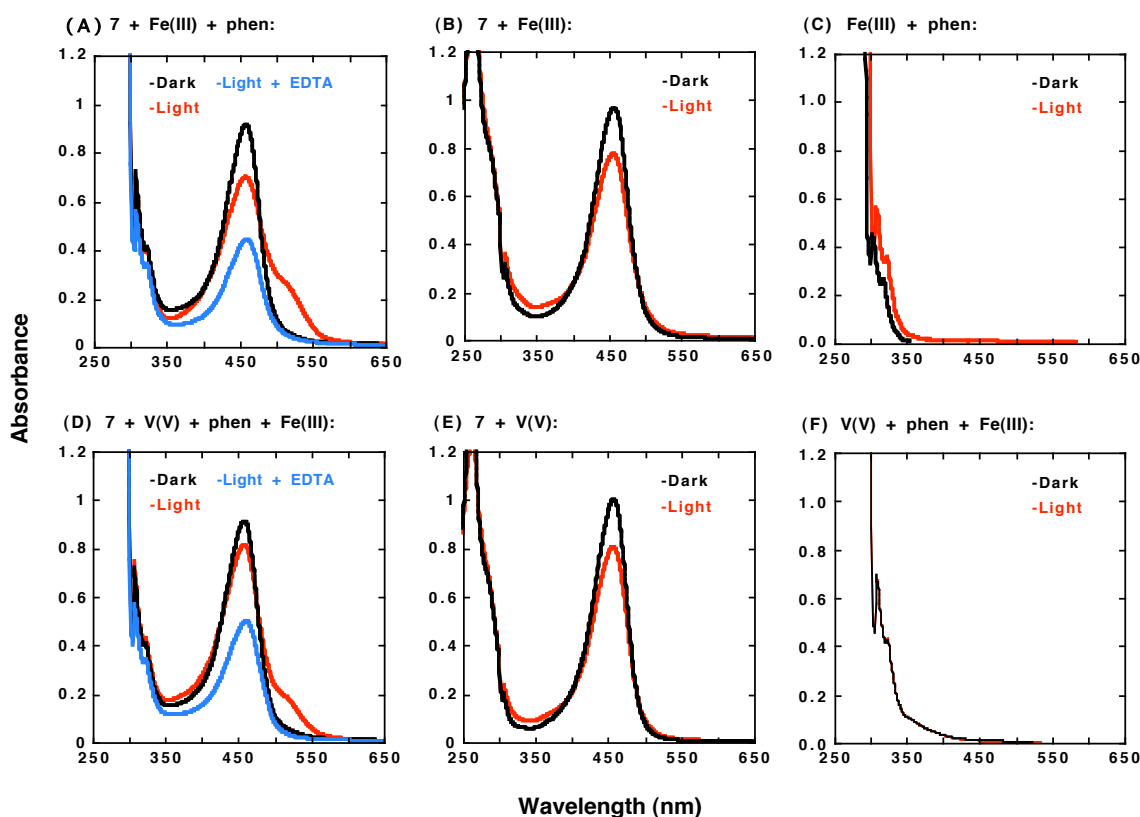 (A) 7 + Fe(III) + phen:
(B) 7 + Fe(III):
(C) Fe(III) + phen:
1.2
1
0.8
0.6
0.4
0.2
0
-Dark -Light + EDTA
-Light
250 350 450 550 650
1.2
1
0.8
0.6
0.4
0.2
0
-Dark
-Light
250 350 450 550 650
1.2
1.0
0.8
0.6
0.4
0.2
0.0
-Dark
-Light
250 350 450 550 650
Absorbance
(D) 7 + V(V) + phen + Fe(III):
(E) 7 + V(V):
(F) V(V) + phen + Fe(III):
1.2
1
0.8
0.6
0.4
0.2
0
-Dark -Light + EDTA
-Light
250 350 450 550 650
1.2
1
0.8
0.6
0.4
0.2
0
-Dark
-Light
250 350 450 550 650
1.2
1.0
0.8
0.6
0.4
0.2
0.0
-Dark
-Light
250 350 450 550 650
Wavelength (nm)